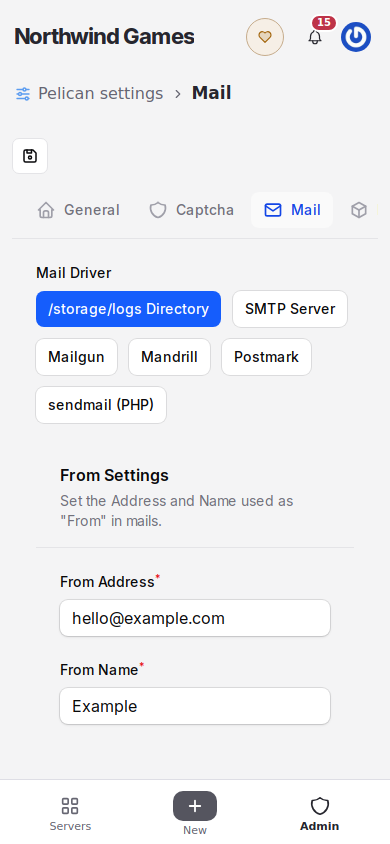 Northwind Games
15
Pelican settings > Mail
General
Captcha
Mail
Mail Driver
/storage/logs Directory
SMTP Server
Mailgun
Mandrill
Postmark
sendmail (PHP)
From Settings
Set the Address and Name used as
"From" in mails.
From Address*
hello@example.com
From Name*
Example
Servers
New
Admin